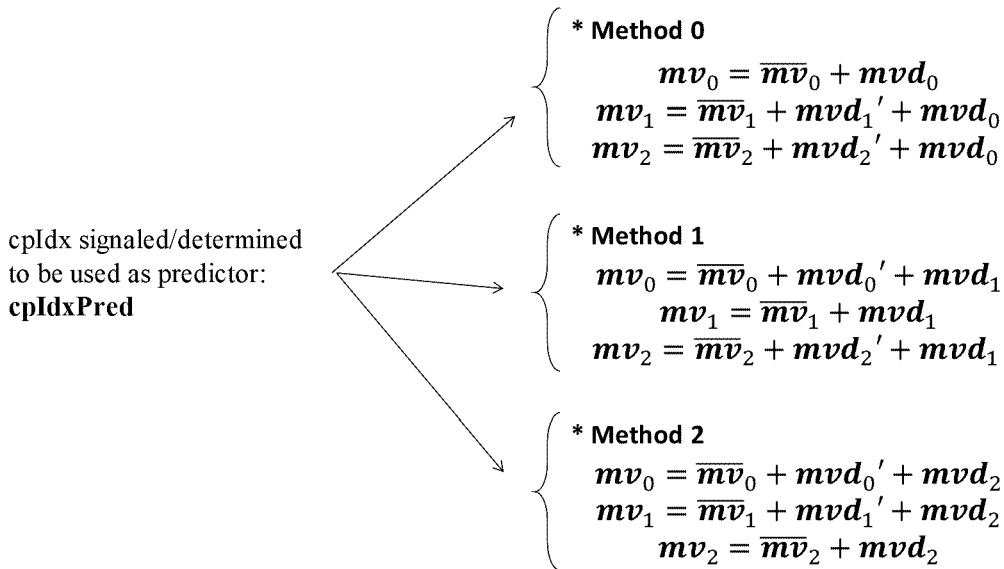 cpIdx signaled/determined
to be used as predictor:
cpIdxPred
* Method 0
𝒎𝒗₀ = m̅v̅₀ + 𝒎𝒗𝒅₀
𝒎𝒗₁ = m̅v̅₁ + 𝒎𝒗𝒅₁′ + 𝒎𝒗𝒅₀
𝒎𝒗₂ = m̅v̅₂ + 𝒎𝒗𝒅₂′ + 𝒎𝒗𝒅₀
* Method 1
𝒎𝒗₀ = m̅v̅₀ + 𝒎𝒗𝒅₀′ + 𝒎𝒗𝒅₁
𝒎𝒗₁ = m̅v̅₁ + 𝒎𝒗𝒅₁
𝒎𝒗₂ = m̅v̅₂ + 𝒎𝒗𝒅₂′ + 𝒎𝒗𝒅₁
* Method 2
𝒎𝒗₀ = m̅v̅₀ + 𝒎𝒗𝒅₀′ + 𝒎𝒗𝒅₂
𝒎𝒗₁ = m̅v̅₁ + 𝒎𝒗𝒅₁′ + 𝒎𝒗𝒅₂
𝒎𝒗₂ = m̅v̅₂ + 𝒎𝒗𝒅₂